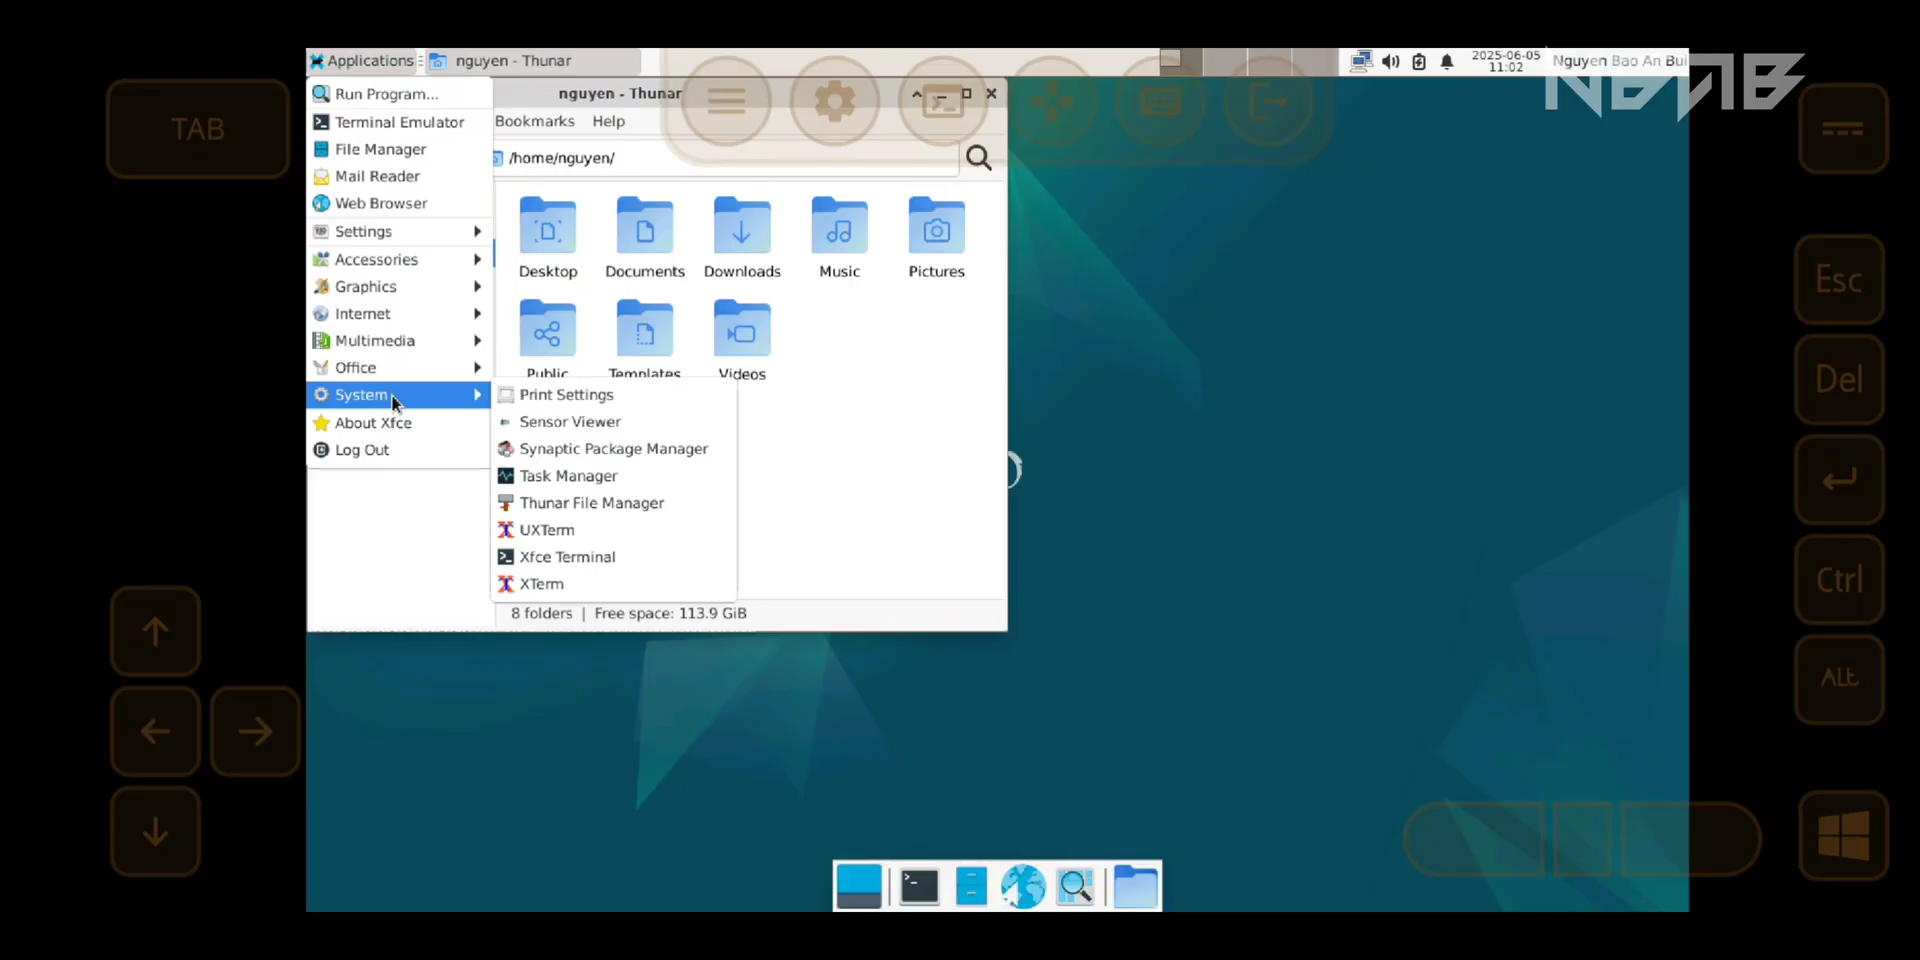 TAB
Applications
nguyen - Thunar
2025-06-05
11:02
Nguyen Bao An Bui
NBAB
Run Program...
Terminal Emulator
File Manager
Mail Reader
Web Browser
Settings
Accessories
Graphics
Internet
Multimedia
Office
System
About Xfce
Log Out
nguyen - Thunar
Bookmarks Help
/home/nguyen/
Desktop Documents Downloads Music Pictures
Public Templates Videos
Print Settings
Sensor Viewer
Synaptic Package Manager
Task Manager
Thunar File Manager
UXTerm
Xfce Terminal
XTerm
8 folders | Free space: 113.9 GiB
Esc
Del
Ctrl
Alt